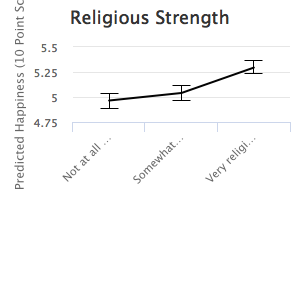 Religious Strength
Predicted Happiness (10 Point Sc
5.5
5.25
5
4.75
Not at all ...
Somewhat...
Very religi...